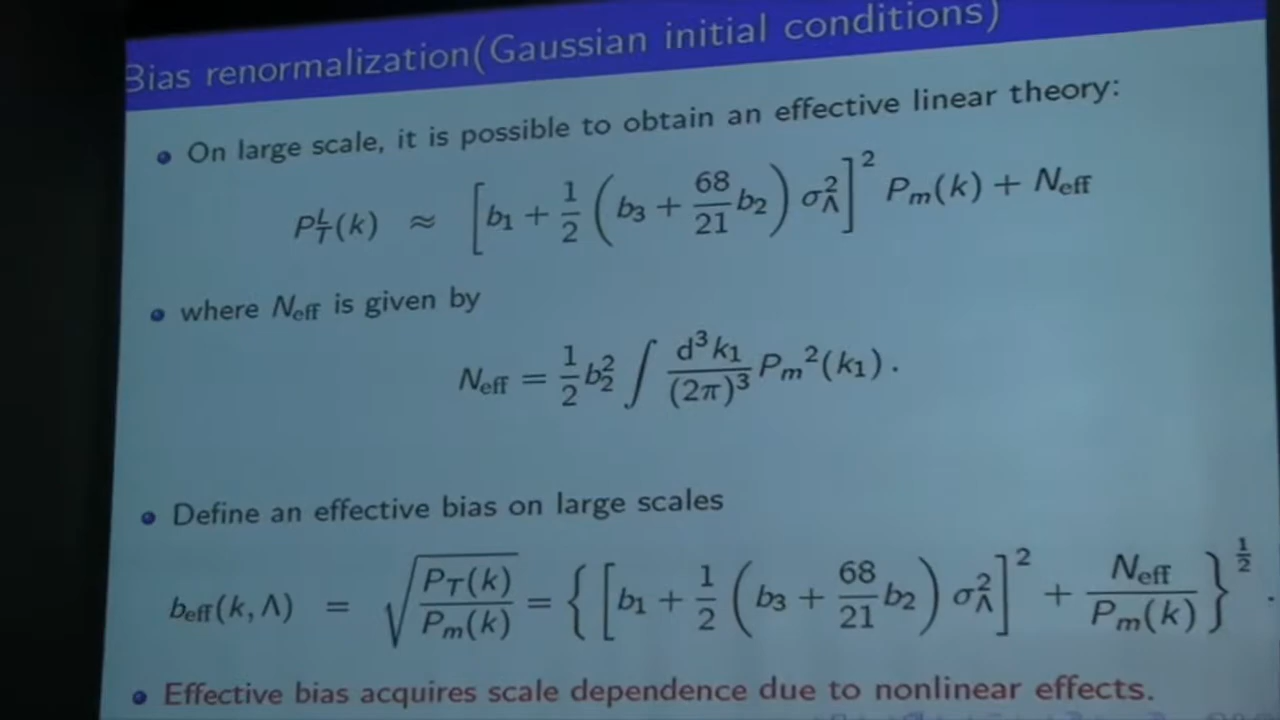 Bias renormalization(Gaussian initial conditions)
On large scale, it is possible to obtain an effective linear theory:
P_T^L(k) ≈ [b_1 + 1/2 (b_3 + 68/21 b_2) σ_Λ^2]^2 P_m(k) + N_eff
where N_eff is given by
N_eff = 1/2 b_2^2 ∫ d^3k_1/(2π)^3 P_m^2(k_1).
Define an effective bias on large scales
b_eff(k, Λ) = √(P_T(k)/P_m(k)) = {[b_1 + 1/2 (b_3 + 68/21 b_2) σ_Λ^2]^2 + N_eff/P_m(k)}^(1/2).
Effective bias acquires scale dependence due to nonlinear effects.